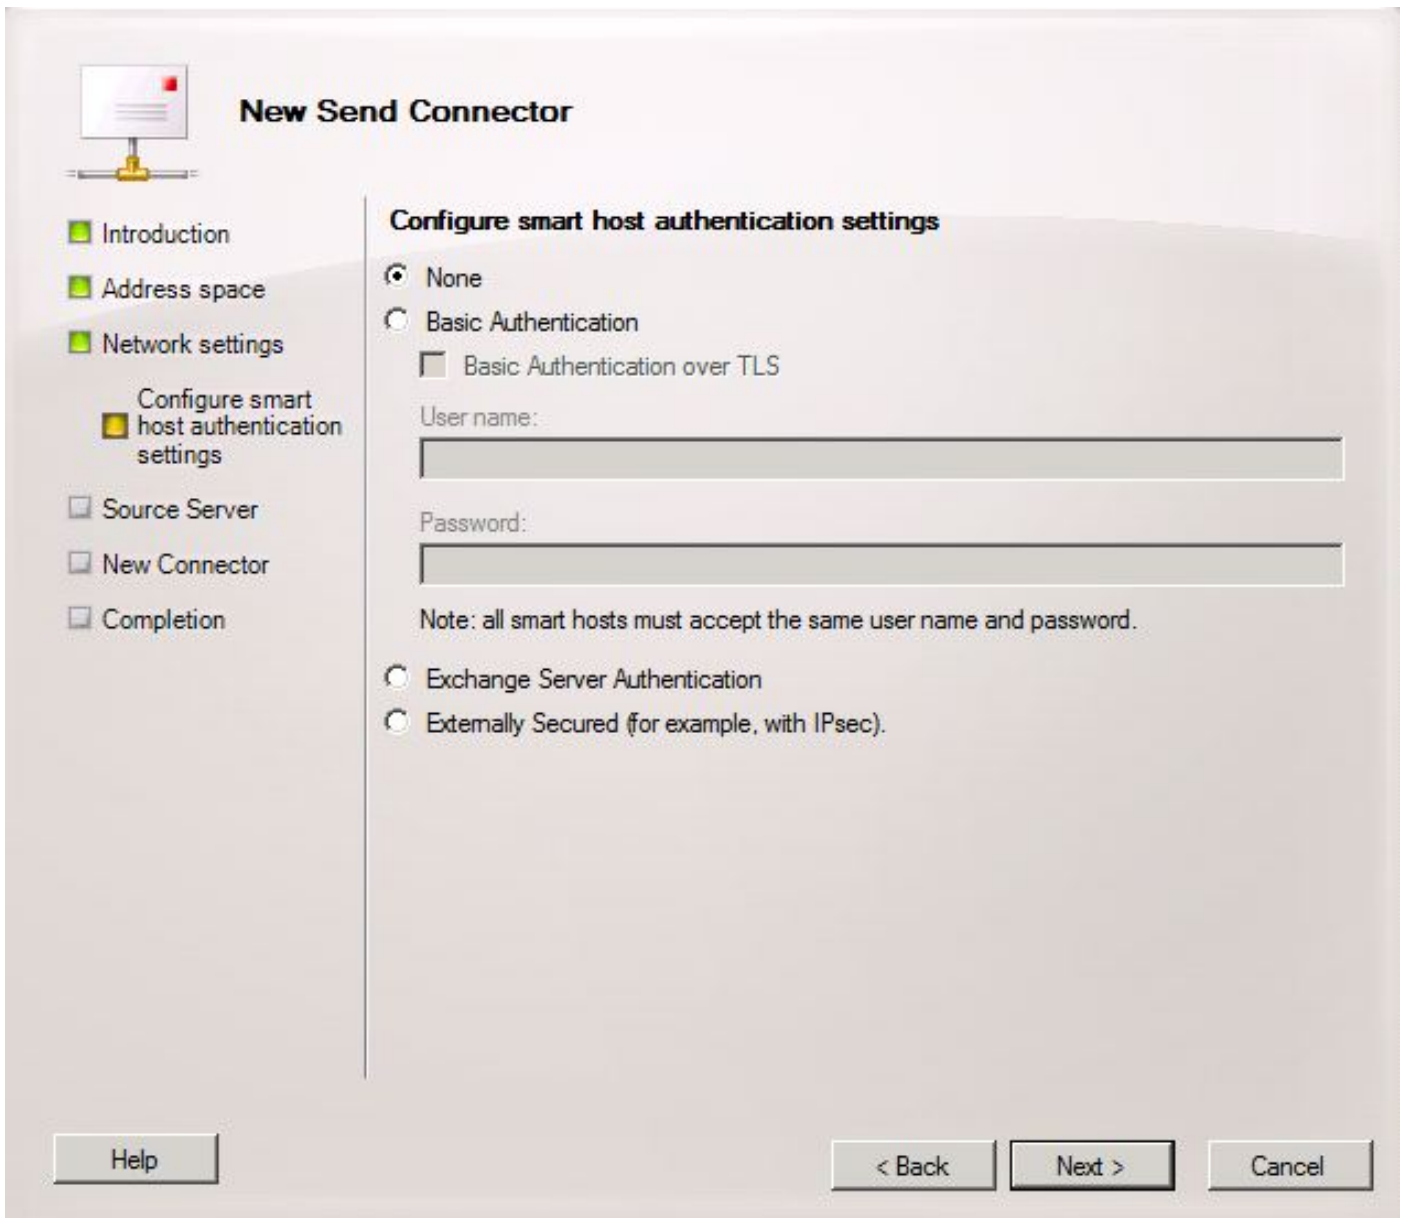 New Send Connector
Introduction
Address space
Network settings
Configure smart
host authentication
settings
Source Server
New Connector
Completion
Configure smart host authentication settings
None
Basic Authentication
Basic Authentication over TLS
User name:
Password:
Note: all smart hosts must accept the same user name and password.
Exchange Server Authentication
Externally Secured (for example, with IPsec).
Help
< Back
Next >
Cancel